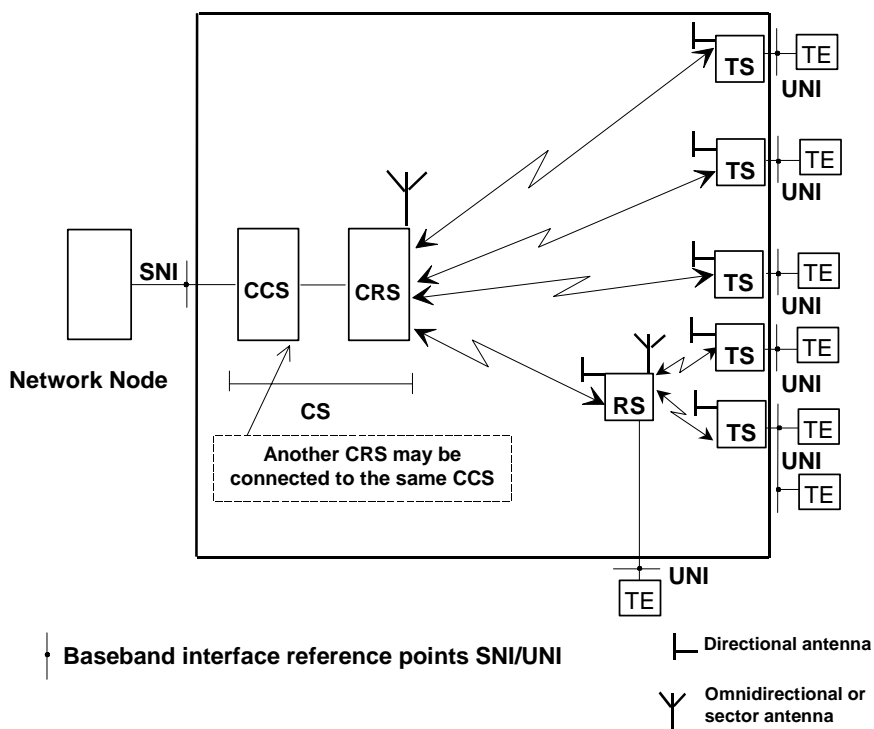 TS
TE
UNI
TS
TE
UNI
SNI
CCS
CRS
TS
TE
UNI
TS
TE
UNI
Network Node
CS
RS
TS
TE
UNI
TE
Another CRS may be
connected to the same CCS
UNI
TE
Baseband interface reference points SNI/UNI
Directional antenna
Omnidirectional or
sector antenna